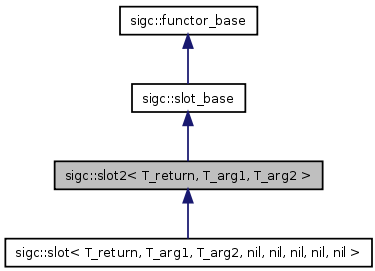 sigc::functor_base
sigc::slot_base
sigc::slot2< T_return, T_arg1, T_arg2 >
sigc::slot< T_return, T_arg1, T_arg2, nil, nil, nil, nil, nil >